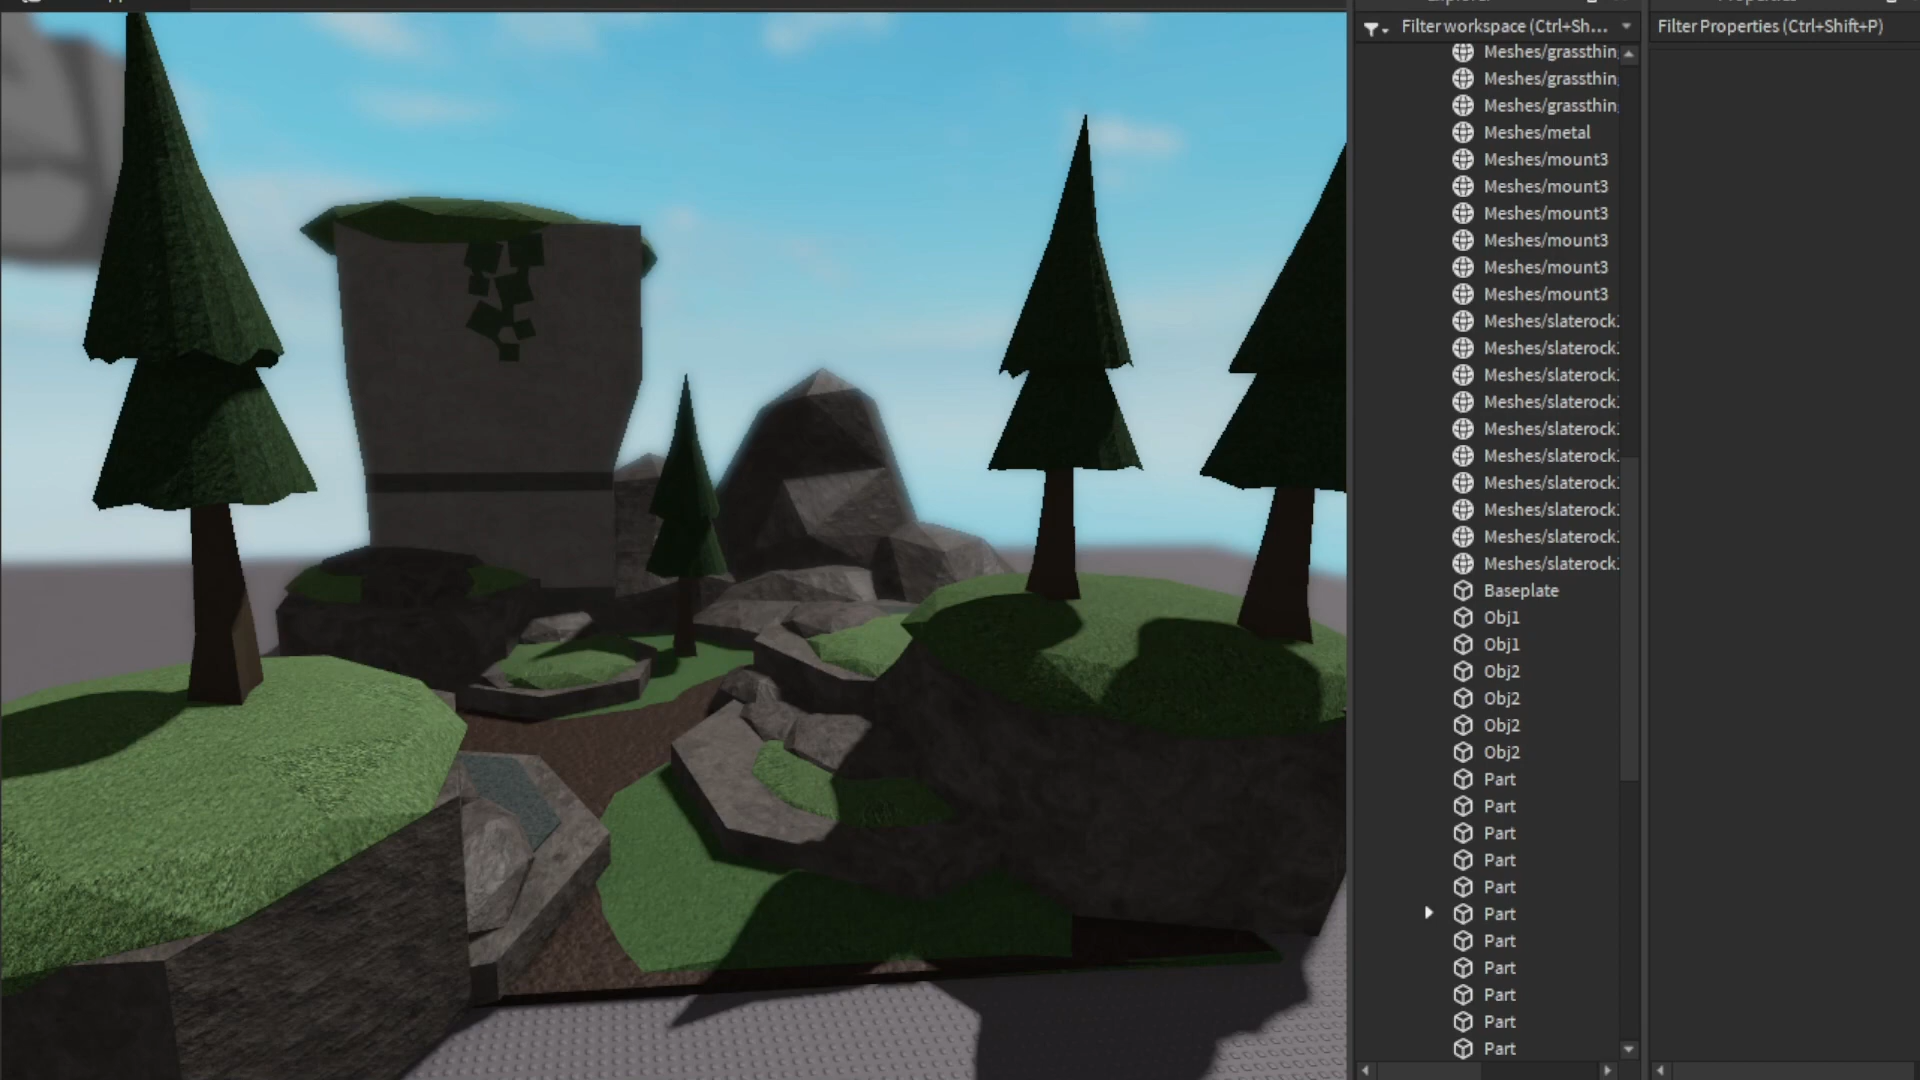 Filter workspace (Ctrl+Sh...
Filter Properties (Ctrl+Shift+P)
Meshes/grassthin
Meshes/grassthin
Meshes/grassthin
Meshes/metal
Meshes/mount3
Meshes/mount3
Meshes/mount3
Meshes/mount3
Meshes/mount3
Meshes/mount3
Meshes/slaterock
Meshes/slaterock
Meshes/slaterock
Meshes/slaterock
Meshes/slaterock
Meshes/slaterock
Meshes/slaterock
Meshes/slaterock
Meshes/slaterock
Meshes/slaterock
Baseplate
Obj1
Obj1
Obj2
Obj2
Obj2
Obj2
Part
Part
Part
Part
Part
Part
Part
Part
Part
Part
Part